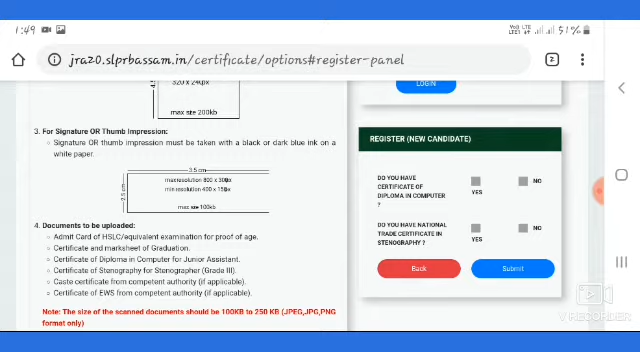 1:49
VoD LTE
LTE1
51%
jra20.slprbassam.in/certificate/options#register-panel
2
320 x 240px
max size 200kb
LOGIN
3. For Signature OR Thumb Impression:
Signature OR thumb impression must be taken with a black or dark blue ink on a
white paper.
3.5 cm
2.5 cm
max resolution 800 x 300px
min resolution 400 x 150px
max size 100kb
4. Documents to be uploaded:
Admit Card of HSLC/equivalent examination for proof of age.
Certificate and marksheet of Graduation.
Certificate of Diploma in Computer for Junior Assistant.
Certificate of Stenography for Stenographer (Grade III).
Caste certificate from competent authority (if applicable).
Certificate of EWS from competent authority (if applicable).
Note: The size of the scanned documents should be 100KB to 250 KB (JPEG,JPG,PNG
format only)
REGISTER (NEW CANDIDATE)
DO YOU HAVE
CERTIFICATE OF
DIPLOMA IN COMPUTER
?
YES
NO
DO YOU HAVE NATIONAL
TRADE CERTIFICATE IN
STENOGRAPHY ?
YES
NO
Back
Submit
V RECORDER